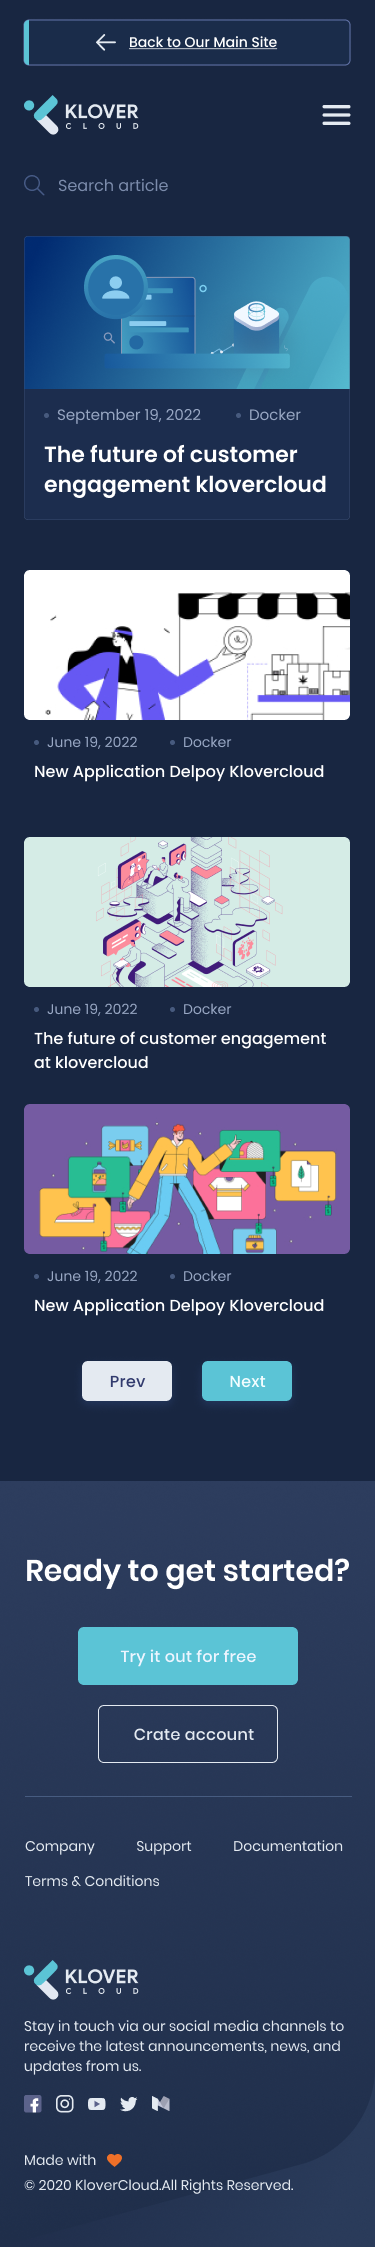 Back to Our Main Site
KLOVER
CLOUD
Search article
September 19, 2022 Docker
The future of customer
engagement klovercloud
June 19, 2022 Docker
New Application Delpoy Klovercloud
June 19, 2022 Docker
The future of customer engagement
at klovercloud
June 19, 2022 Docker
New Application Delpoy Klovercloud
Prev Next
Ready to get started?
Try it out for free
Crate account
Company Support Documentation
Terms & Conditions
KLOVER
CLOUD
Stay in touch via our social media channels to
receive the latest announcements, news, and
updates from us.
Made with
© 2020 KloverCloud.All Rights Reserved.